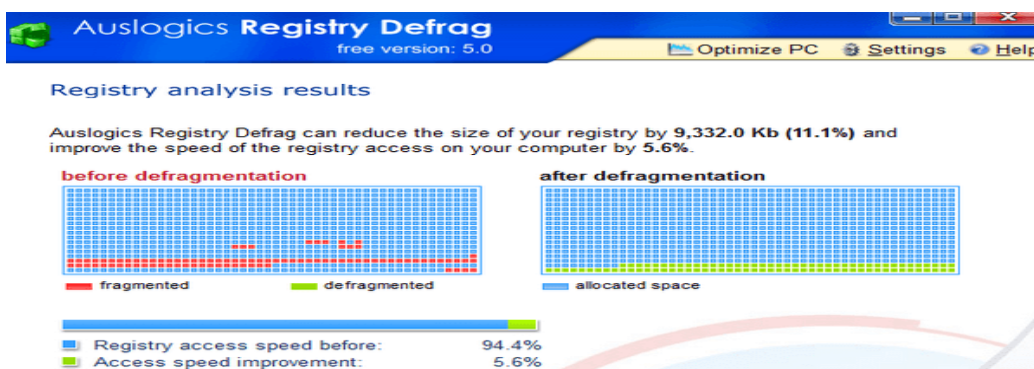 Auslogics Registry Defrag
free version: 5.0
Optimize PC Settings Help
Registry analysis results
Auslogics Registry Defrag can reduce the size of your registry by 9,332.0 Kb (11.1%) and
improve the speed of the registry access on your computer by 5.6%.
before defragmentation after defragmentation
fragmented defragmented allocated space
Registry access speed before: 94.4%
Access speed improvement: 5.6%